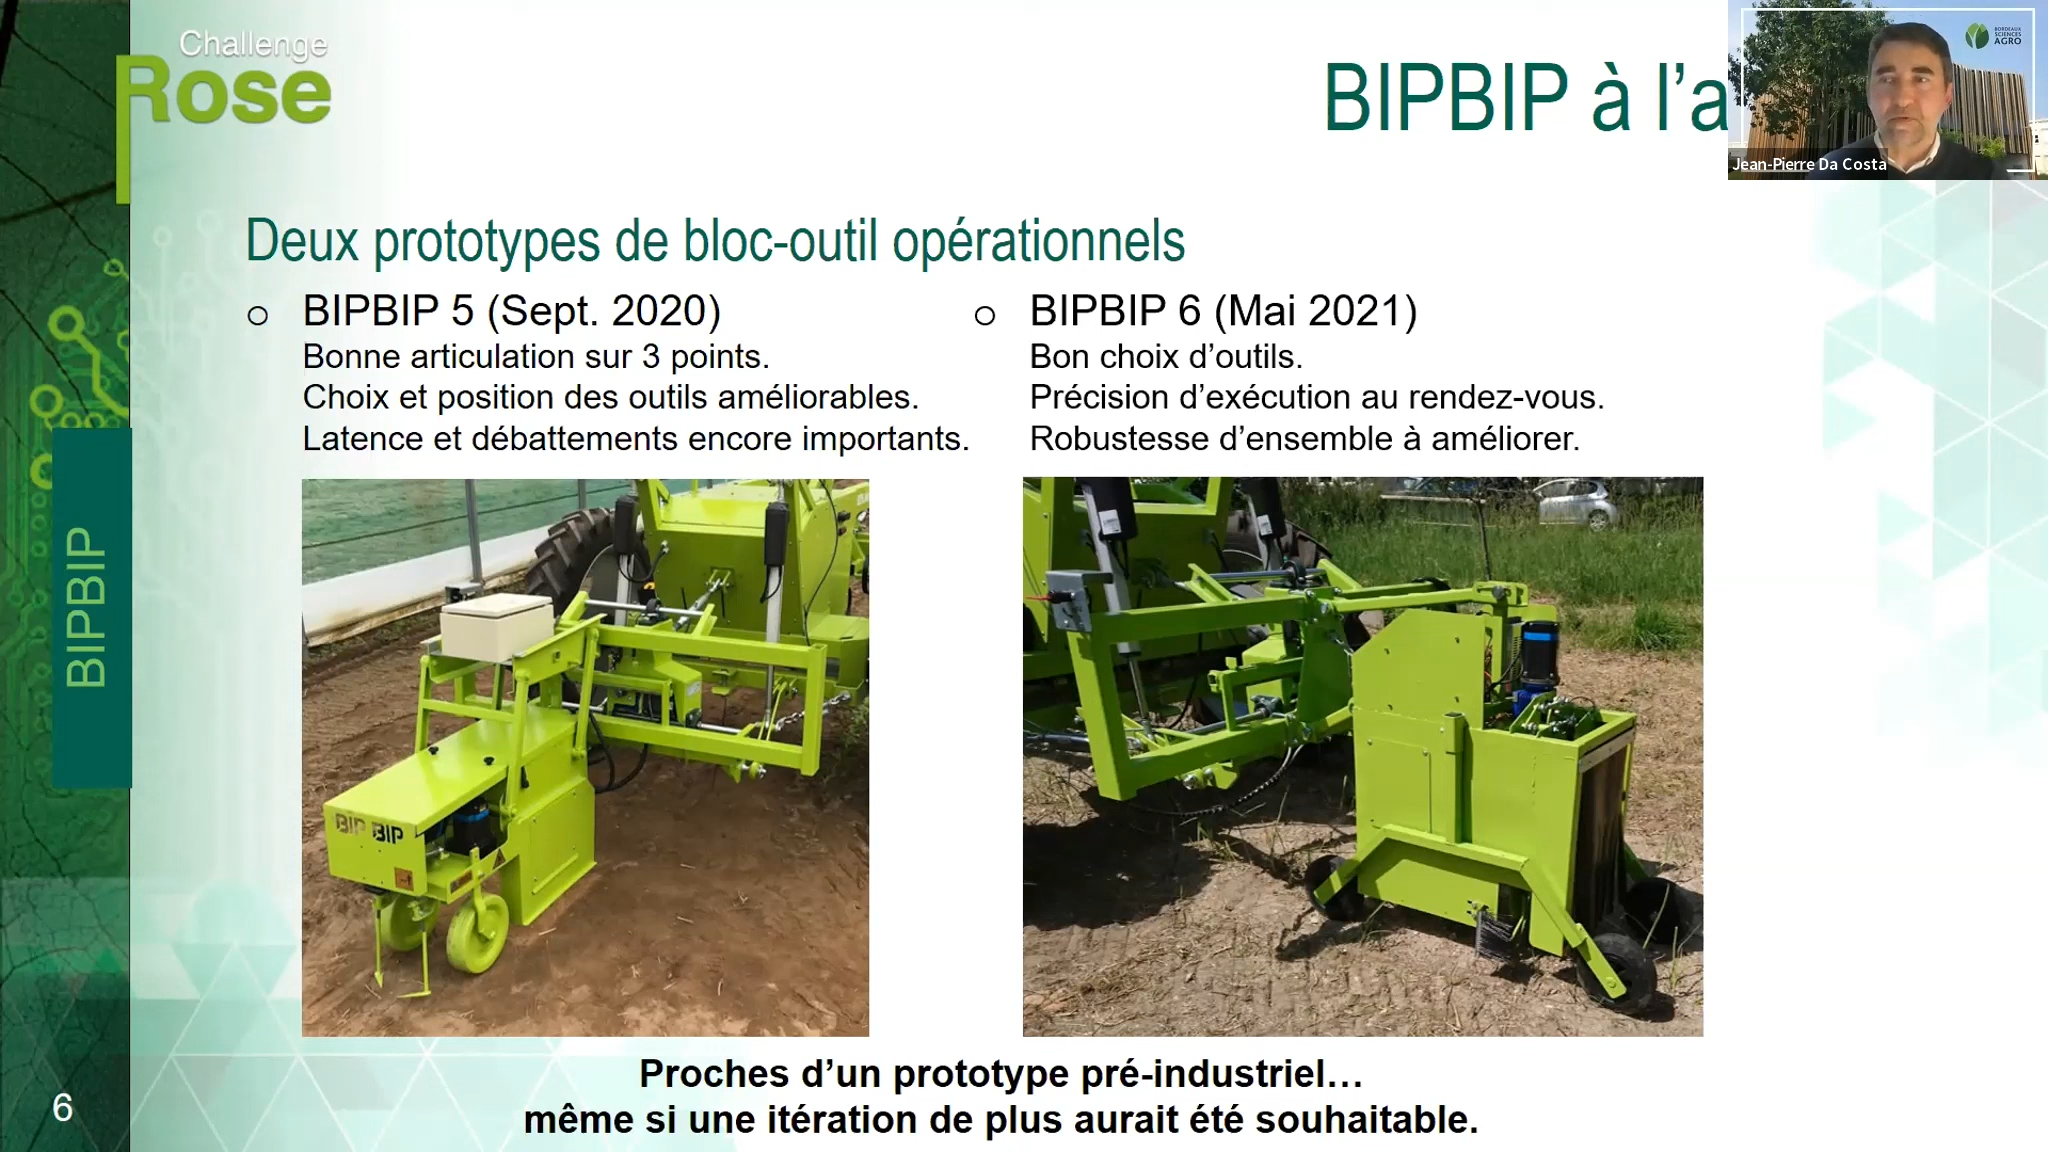 Challenge
Rose
BIPBIP à l’a
BORDEAUX
SCIENCES
AGRO
Jean-Pierre Da Costa
Deux prototypes de bloc-outil opérationnels
BIPBIP 5 (Sept. 2020)
Bonne articulation sur 3 points.
Choix et position des outils améliorables.
Latence et débattements encore importants.
BIPBIP 6 (Mai 2021)
Bon choix d’outils.
Précision d’exécution au rendez-vous.
Robustesse d’ensemble à améliorer.
BIPBIP
BIP BIP
Proches d’un prototype pré-industriel…
même si une itération de plus aurait été souhaitable.
6